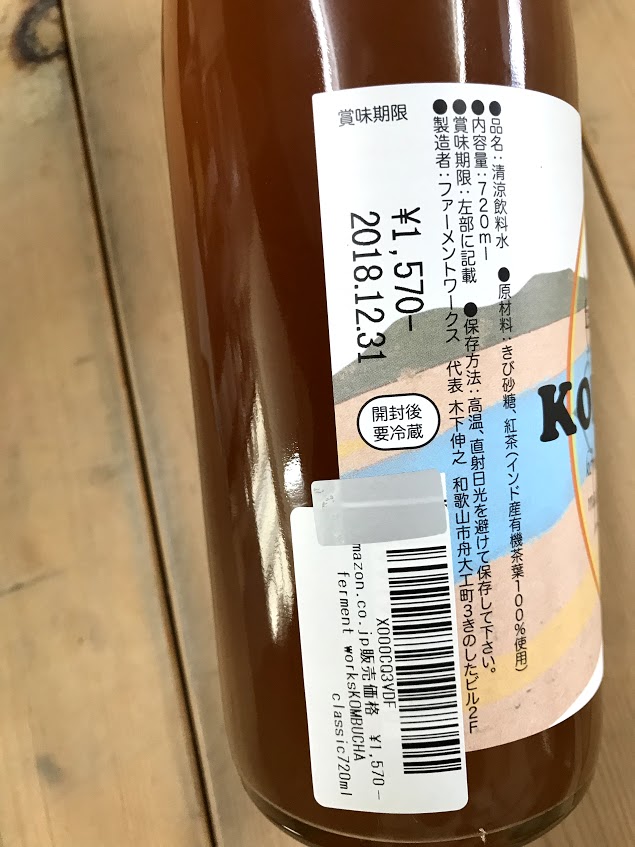 ●品名:清涼飲料水
●原材料:きび砂糖、紅茶(インド産有機茶葉100%使用)
●内容量:720ml
●賞味期限:左部に記載
●保存方法:高温、直射日光を避けて保存して下さい。
●製造者:ファーメントワークス 代表 木下伸之 和歌山市舟大工町3きのしたビル2F
賞味期限
¥1,570-
2018.12.31
開封後
要冷蔵
Ko
X000CQ3VDF
mazon.co.jp販売価格 ¥1,570-
ferment worksKOMBUCHA
classic720ml